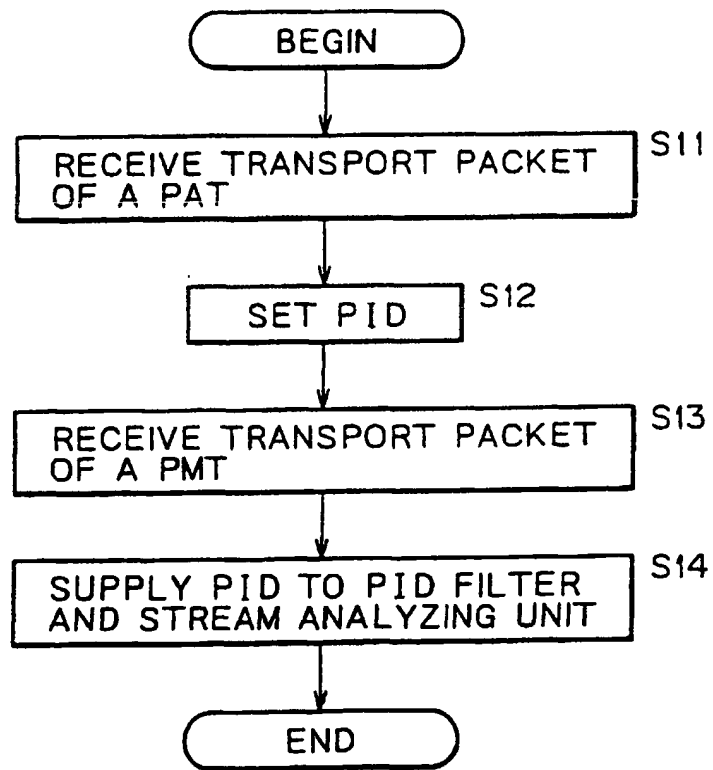 BEGIN
RECEIVE TRANSPORT PACKET
OF A PAT
S11
SET PID
S12
RECEIVE TRANSPORT PACKET
OF A PMT
S13
SUPPLY PID TO PID FILTER
AND STREAM ANALYZING UNIT
S14
END